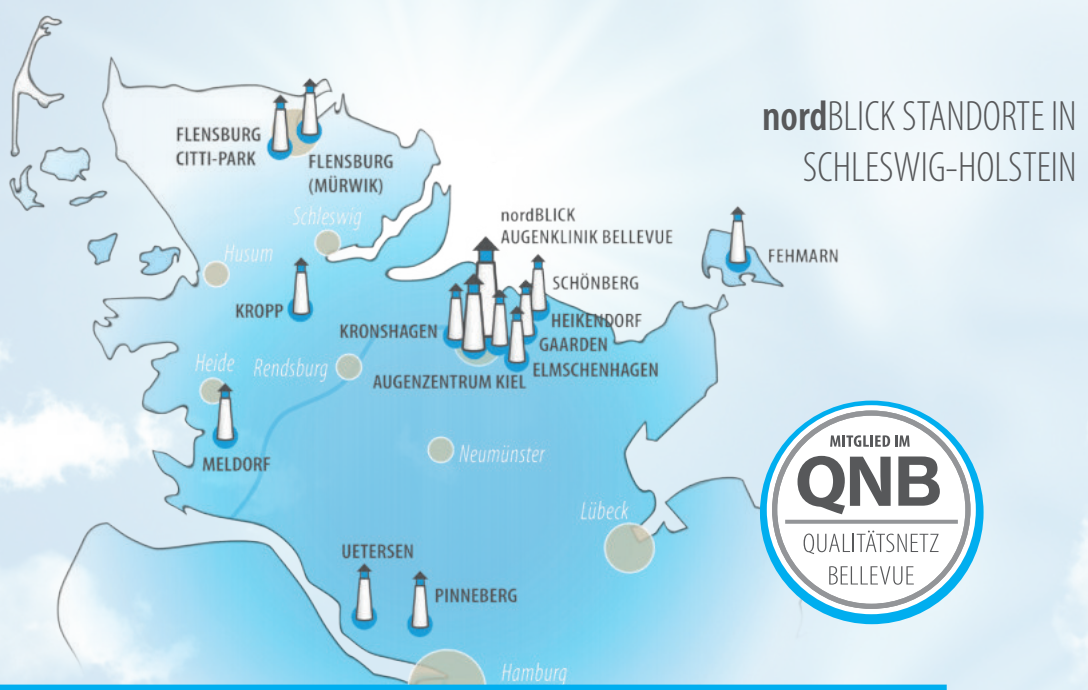 nordBLICK STANDORTE IN
SCHLESWIG-HOLSTEIN
FLENSBURG
CITTI-PARK
FLENSBURG
(MÜRWIK)
Schleswig
nordBLICK
AUGENKLINIK BELLEVUE
Husum
FEHMARN
SCHÖNBERG
KROPP
HEIKENDORF
KRONSHAGEN
GAARDEN
Heide
Rendsburg
ELMSCHENHAGEN
AUGENZENTRUM KIEL
MELDORF
Neumünster
MITGLIED IM
QNB
QUALITÄTSNETZ
BELLEVUE
Lübeck
UETERSEN
PINNEBERG
Hamburg